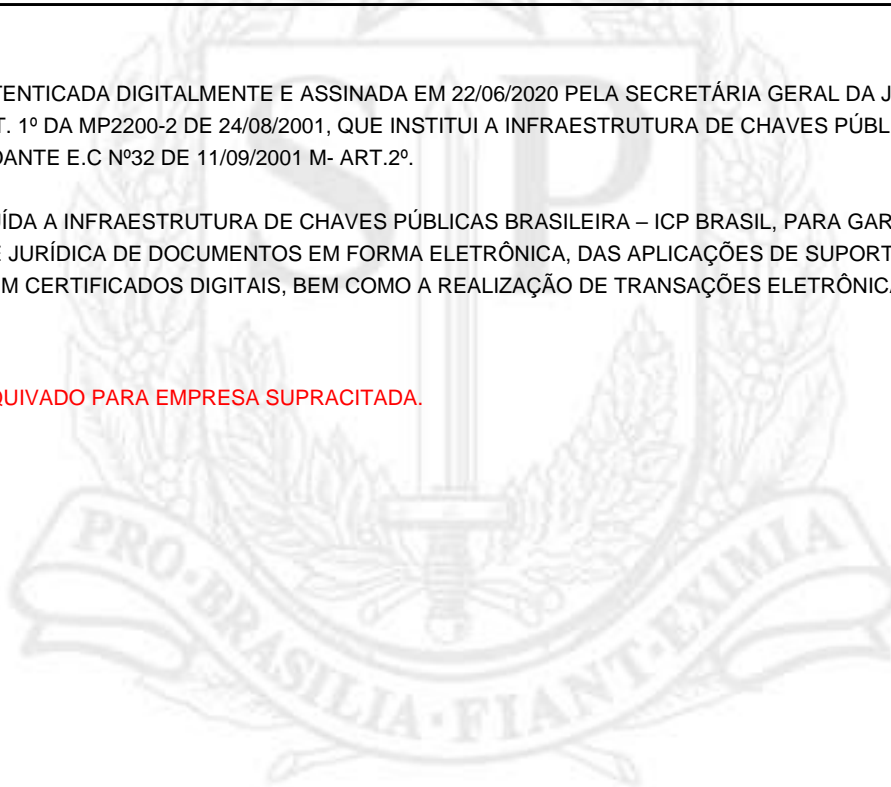 TENTICADA DIGITALMENTE E ASSINADA EM 22/06/2020 PELA SECRETÁRIA GERAL DA J
T. 1º DA MP2200-2 DE 24/08/2001, QUE INSTITUI A INFRAESTRUTURA DE CHAVES PÚBL
DANTE E.C Nº32 DE 11/09/2001 M- ART.2º.
ÍDA A INFRAESTRUTURA DE CHAVES PÚBLICAS BRASILEIRA – ICP BRASIL, PARA GAR
E JURÍDICA DE DOCUMENTOS EM FORMA ELETRÔNICA, DAS APLICAÇÕES DE SUPORT
M CERTIFICADOS DIGITAIS, BEM COMO A REALIZAÇÃO DE TRANSAÇÕES ELETRÔNICA
QUIVADO PARA EMPRESA SUPRACITADA.
SP
PRO·BRASILIA·FIANT·EXIMIA